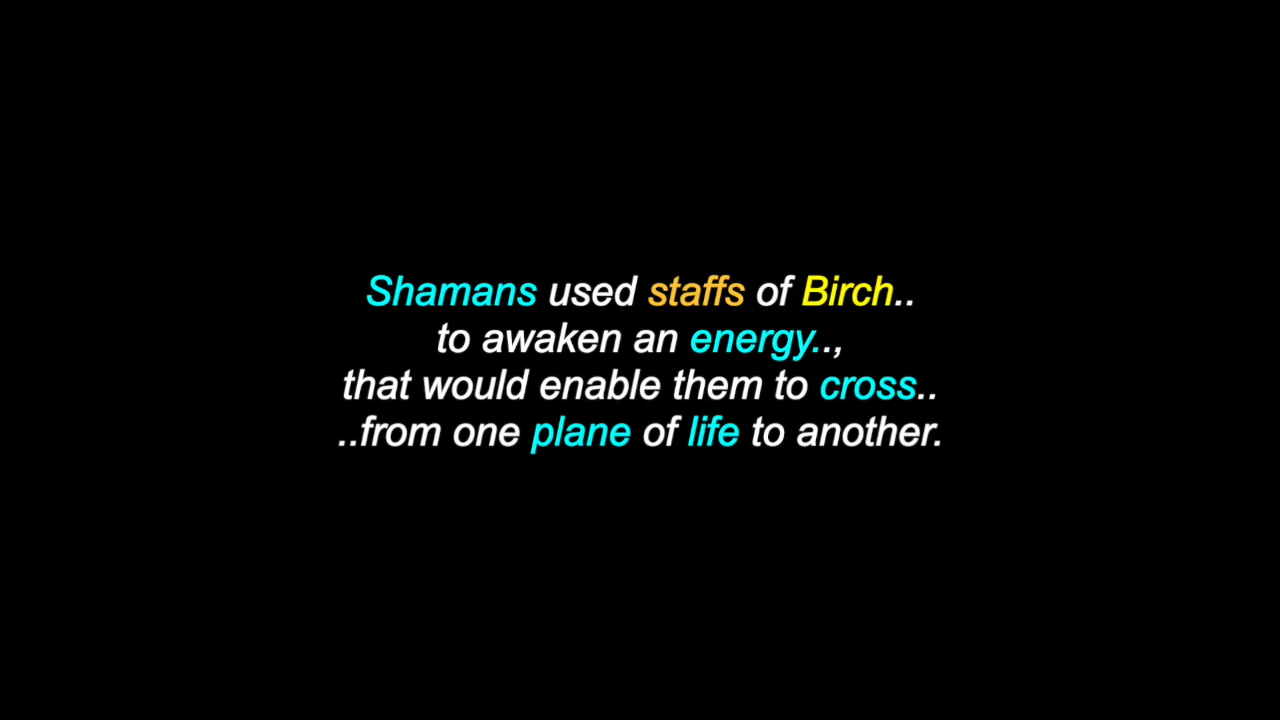 Shamans used staffs of Birch..
to awaken an energy..,
that would enable them to cross..
..from one plane of life to another.